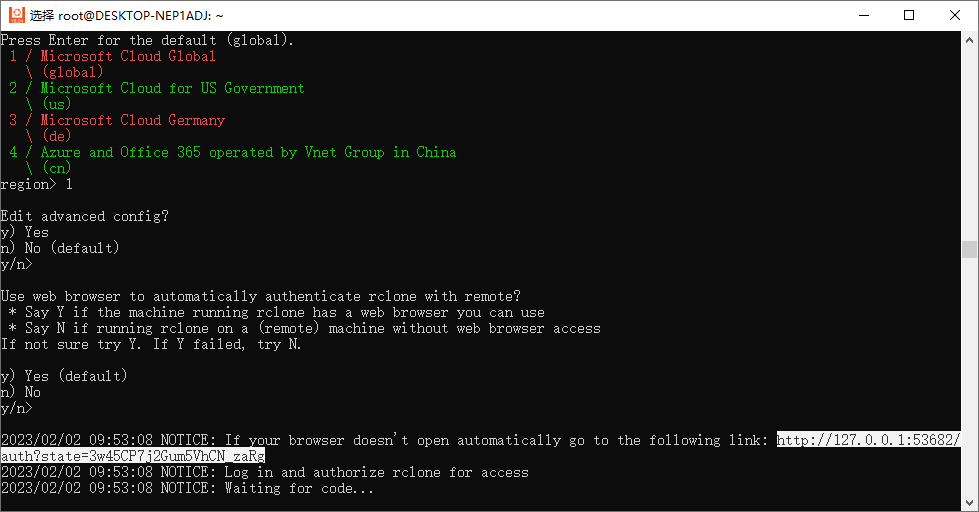 选择 root@DESKTOP-NEP1ADJ: ~
Press Enter for the default (global).
 1 / Microsoft Cloud Global
   \ (global)
 2 / Microsoft Cloud for US Government
   \ (us)
 3 / Microsoft Cloud Germany
   \ (de)
 4 / Azure and Office 365 operated by Vnet Group in China
   \ (cn)
region> 1
Edit advanced config?
y) Yes
n) No (default)
y/n>
Use web browser to automatically authenticate rclone with remote?
 * Say Y if the machine running rclone has a web browser you can use
 * Say N if running rclone on a (remote) machine without web browser access
If not sure try Y. If Y failed, try N.
y) Yes (default)
n) No
y/n>
2023/02/02 09:53:08 NOTICE: If your browser doesn't open automatically go to the following link: http://127.0.0.1:53682/
auth?state=3w45CP7j2Gum5VhCN_zaRg
2023/02/02 09:53:08 NOTICE: Log in and authorize rclone for access
2023/02/02 09:53:08 NOTICE: Waiting for code...